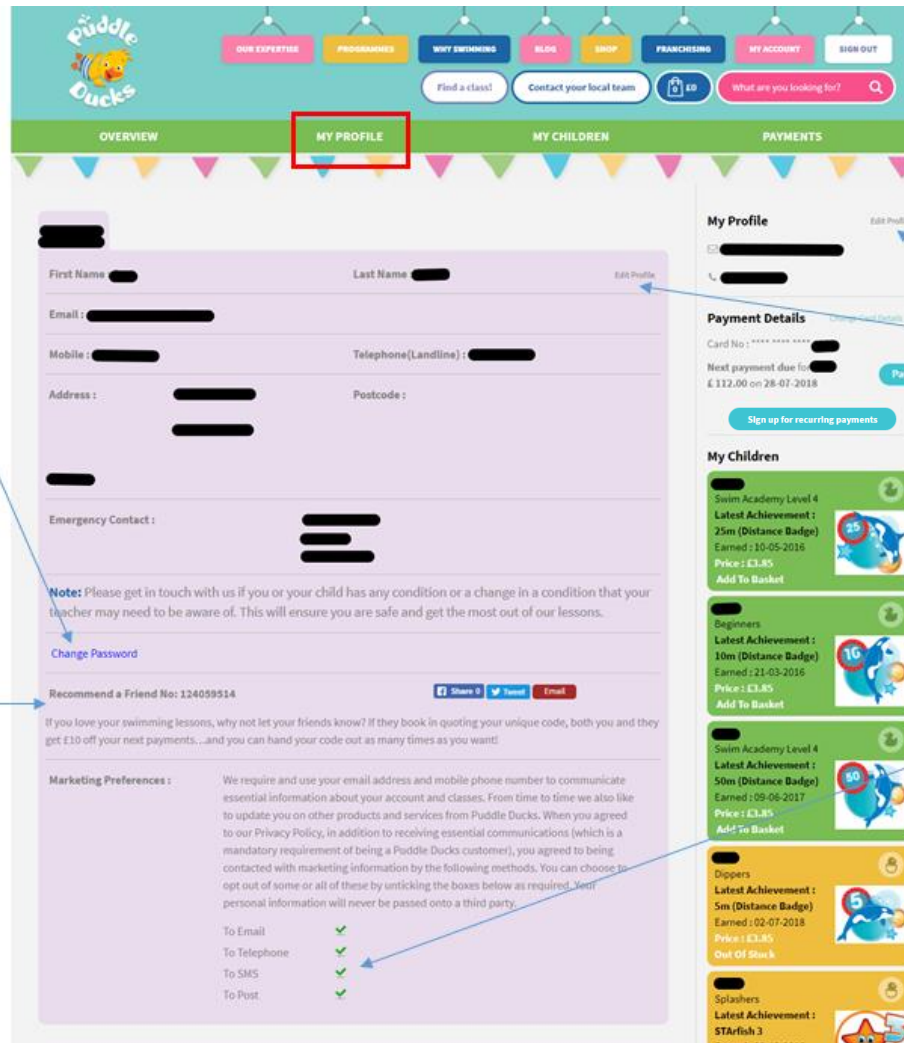 Puddle
Ducks
OUR EXPERTISE
PROGRAMMES
WHY SWIMMING
BLOG
SHOP
FRANCHISING
MY ACCOUNT
SIGN OUT
Find a class!
Contact your local team
0
£0
What are you looking for?
OVERVIEW
MY PROFILE
MY CHILDREN
PAYMENTS
First Name
Last Name :
Edit Profile
Email :
Mobile :
Telephone(Landline) :
Address :
Postcode :
Emergency Contact :
Note: Please get in touch with us if you or your child has any condition or a change in a condition that your
teacher may need to be aware of. This will ensure you are safe and get the most out of our lessons.
Change Password
Recommend a Friend No: 124059514
Share 0
Tweet
Email
If you love your swimming lessons, why not let your friends know? If they book in quoting your unique code, both you and they
get £10 off your next payments...and you can hand your code out as many times as you want!
Marketing Preferences :
We require and use your email address and mobile phone number to communicate
essential information about your account and classes. From time to time we also like
to update you on other products and services from Puddle Ducks. When you agreed
to our Privacy Policy, in addition to receiving essential communications (which is a
mandatory requirement of being a Puddle Ducks customer), you agreed to being
contacted with marketing information by the following methods. You can choose to
opt out of some or all of these by unticking the boxes below as required. Your
personal information will never be passed onto a third party.
To Email
To Telephone
To SMS
To Post
My Profile
Edit Profi
Payment Details
Change Card Details
Card No : **** **** ****
Next payment due for
£ 112.00 on 28-07-2018
Pa
Sign up for recurring payments
My Children
Swim Academy Level 4
Latest Achievement :
25m (Distance Badge)
Earned : 10-05-2016
Price : £3.85
Add To Basket
25
Beginners
Latest Achievement :
10m (Distance Badge)
Earned : 21-03-2016
Price : £3.85
Add To Basket
10
Swim Academy Level 4
Latest Achievement :
50m (Distance Badge)
Earned : 09-06-2017
Price : £3.85
Add To Basket
50
Dippers
Latest Achievement :
5m (Distance Badge)
Earned : 02-07-2018
Price : £3.85
Out Of Stock
5
Splashers
Latest Achievement :
STArfish 3
3